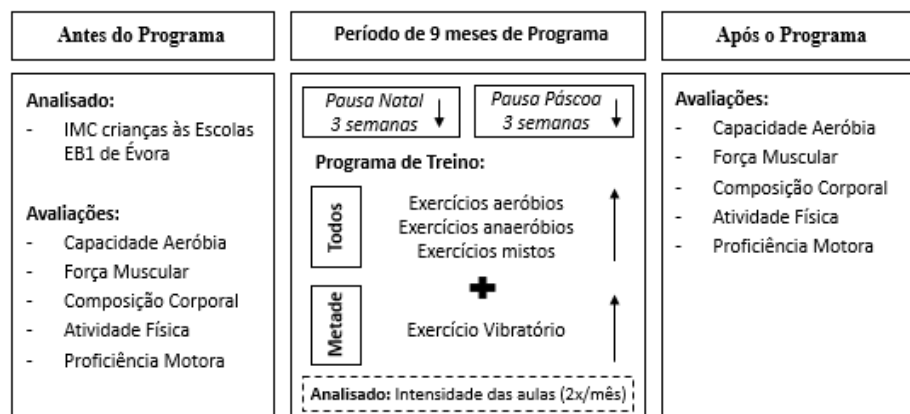 Antes do Programa
Analisado:
- IMC crianças às Escolas
EB1 de Évora
Avaliações:
- Capacidade Aeróbia
- Força Muscular
- Composição Corporal
- Atividade Física
- Proficiência Motora
Período de 9 meses de Programa
Pausa Natal
3 semanas
Pausa Páscoa
3 semanas
Programa de Treino:
Todos
Exercícios aeróbios
Exercícios anaeróbios
Exercícios mistos
Metade
Exercício Vibratório
Analisado: Intensidade das aulas (2x/mês)
Após o Programa
Avaliações:
- Capacidade Aeróbia
- Força Muscular
- Composição Corporal
- Atividade Física
- Proficiência Motora